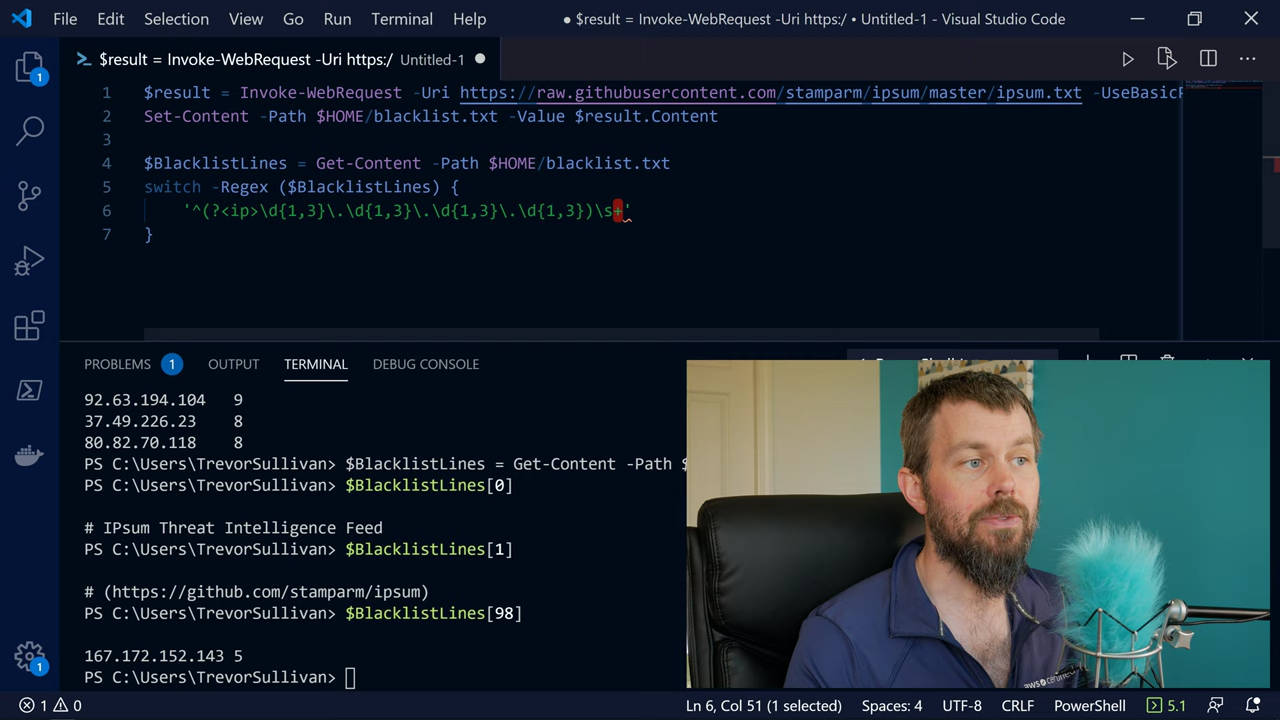 File Edit Selection View Go Run Terminal Help ● $result = Invoke-WebRequest -Uri https:/ • Untitled-1 - Visual Studio Code
$result = Invoke-WebRequest -Uri https:/ Untitled-1 ●
1 $result = Invoke-WebRequest -Uri https://raw.githubusercontent.com/stamparm/ipsum/master/ipsum.txt -UseBasicP
2 Set-Content -Path $HOME/blacklist.txt -Value $result.Content
3
4 $BlacklistLines = Get-Content -Path $HOME/blacklist.txt
5 switch -Regex ($BlacklistLines) {
6 '^(?<ip>\d{1,3}\.\d{1,3}\.\d{1,3}\.\d{1,3})\s+'
7 }
PROBLEMS 1 OUTPUT TERMINAL DEBUG CONSOLE
92.63.194.104 9
37.49.226.23 8
80.82.70.118 8
PS C:\Users\TrevorSullivan> $BlacklistLines = Get-Content -Path $
PS C:\Users\TrevorSullivan> $BlacklistLines[0]
# IPsum Threat Intelligence Feed
PS C:\Users\TrevorSullivan> $BlacklistLines[1]
# (https://github.com/stamparm/ipsum)
PS C:\Users\TrevorSullivan> $BlacklistLines[98]
167.172.152.143 5
PS C:\Users\TrevorSullivan>
1
1
aws certified
1 0 Ln 6, Col 51 (1 selected) Spaces: 4 UTF-8 CRLF PowerShell 5.1